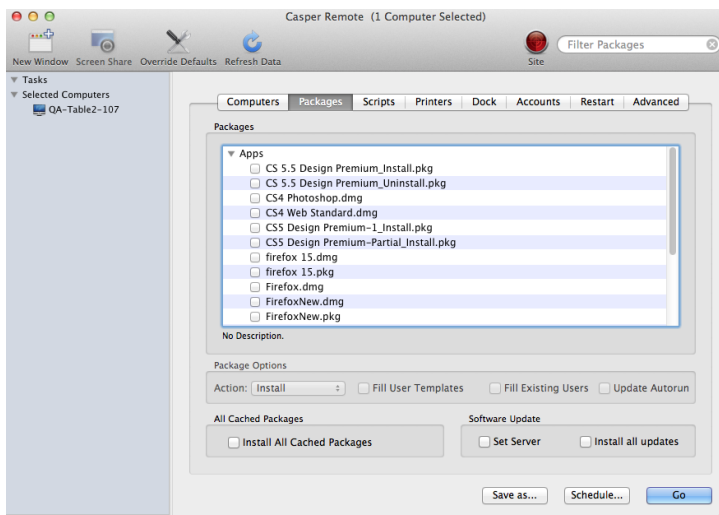 Casper Remote (1 Computer Selected)
New Window Screen Share Override Defaults Refresh Data Site Filter Packages
Tasks
Selected Computers
QA-Table2-107
Computers Packages Scripts Printers Dock Accounts Restart Advanced
Packages
Apps
CS 5.5 Design Premium_Install.pkg
CS 5.5 Design Premium_Uninstall.pkg
CS4 Photoshop.dmg
CS4 Web Standard.dmg
CS5 Design Premium-1_Install.pkg
CS5 Design Premium-Partial_Install.pkg
firefox 15.dmg
firefox 15.pkg
Firefox.dmg
FirefoxNew.dmg
FirefoxNew.pkg
No Description.
Package Options
Action: Install Fill User Templates Fill Existing Users Update Autorun
All Cached Packages Software Update
Install All Cached Packages Set Server Install all updates
Save as... Schedule... Go